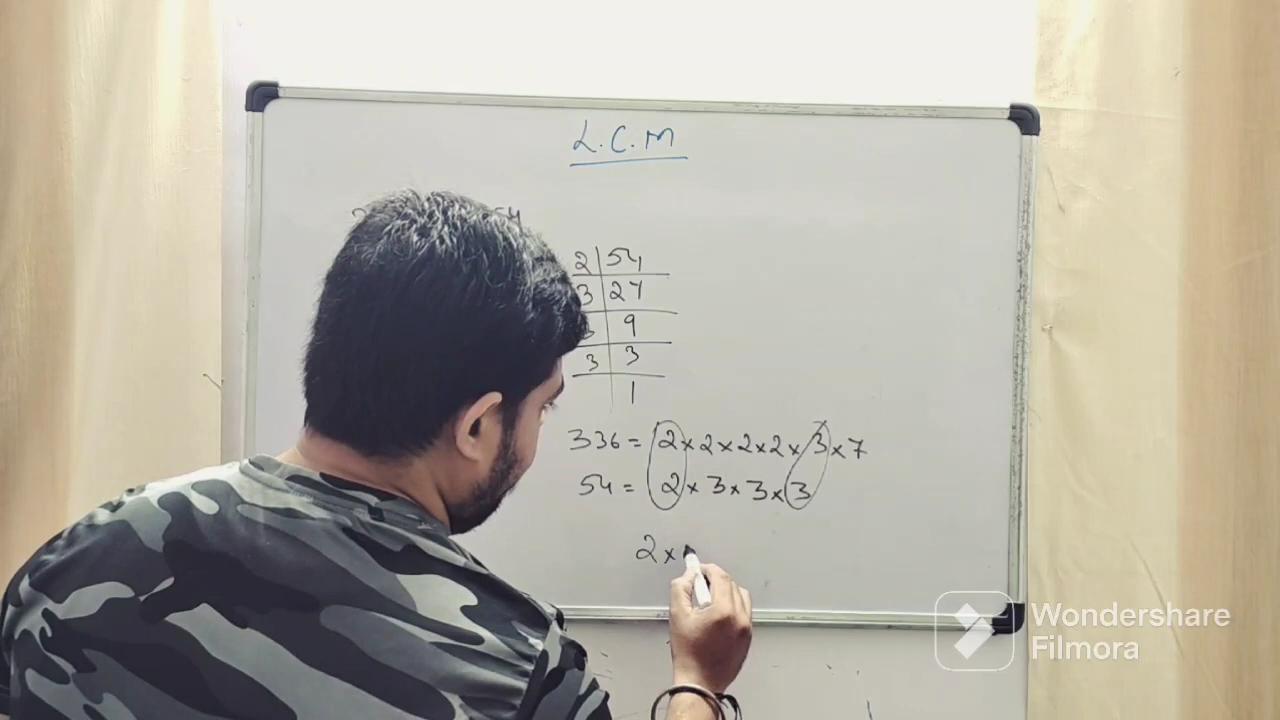 L.C.M
54
2 | 54
3 | 27
9
3 | 3
1
336 = 2×2×2×2×3×7
54 = 2×3×3×3
2×
Wondershare
Filmora